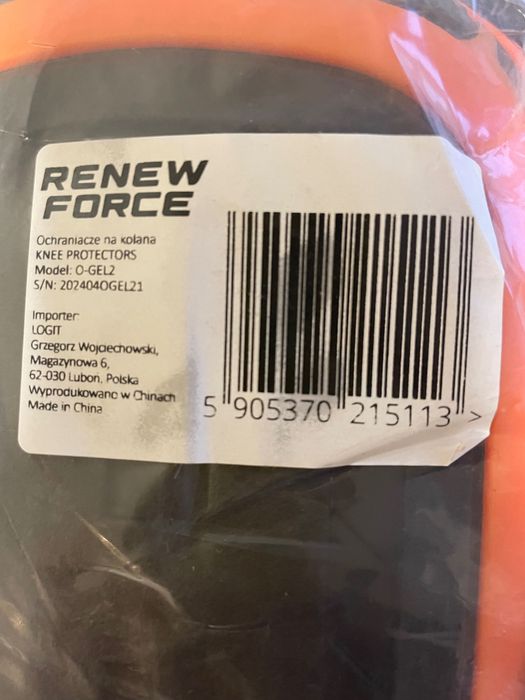 RENEW
FORCE
Ochraniacze na kolana
KNEE PROTECTORS
Model: O-GEL2
S/N: 202404OGEL21
Importer:
LOGIT
Grzegorz Wojciechowski,
Magazynowa 6,
62-030 Luboń, Polska
Wyprodukowano w Chinach
Made in China
5 905370 215113 >